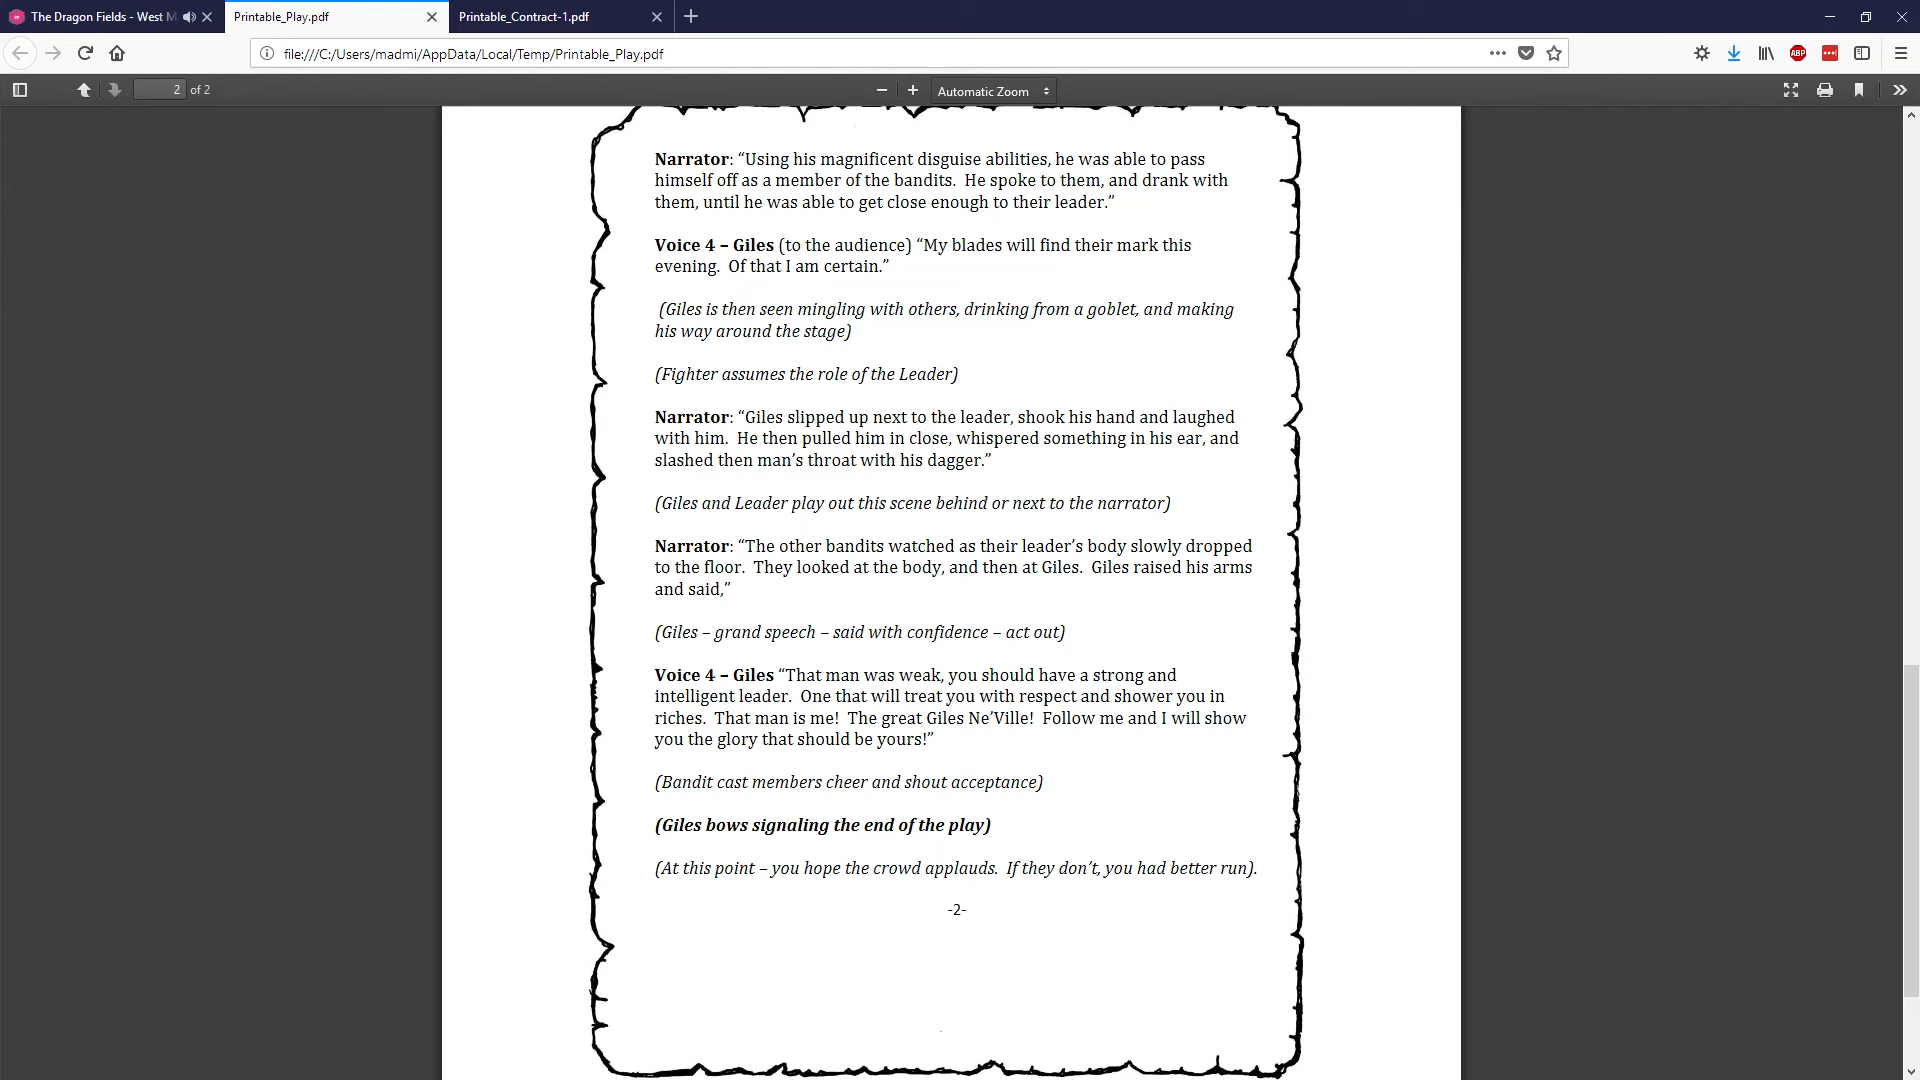 The Dragon Fields - West M
Printable_Play.pdf
Printable_Contract-1.pdf
file:///C:/Users/madmi/AppData/Local/Temp/Printable_Play.pdf
ABP
2 of 2
Automatic Zoom
Narrator: “Using his magnificent disguise abilities, he was able to pass
himself off as a member of the bandits.  He spoke to them, and drank with
them, until he was able to get close enough to their leader.”
Voice 4 – Giles (to the audience) “My blades will find their mark this
evening.  Of that I am certain.”
(Giles is then seen mingling with others, drinking from a goblet, and making
his way around the stage)
(Fighter assumes the role of the Leader)
Narrator: “Giles slipped up next to the leader, shook his hand and laughed
with him.  He then pulled him in close, whispered something in his ear, and
slashed then man’s throat with his dagger.”
(Giles and Leader play out this scene behind or next to the narrator)
Narrator: “The other bandits watched as their leader’s body slowly dropped
to the floor.  They looked at the body, and then at Giles.  Giles raised his arms
and said,”
(Giles – grand speech – said with confidence – act out)
Voice 4 – Giles “That man was weak, you should have a strong and
intelligent leader.  One that will treat you with respect and shower you in
riches.  That man is me!  The great Giles Ne’Ville!  Follow me and I will show
you the glory that should be yours!”
(Bandit cast members cheer and shout acceptance)
(Giles bows signaling the end of the play)
(At this point – you hope the crowd applauds.  If they don’t, you had better run).
-2-